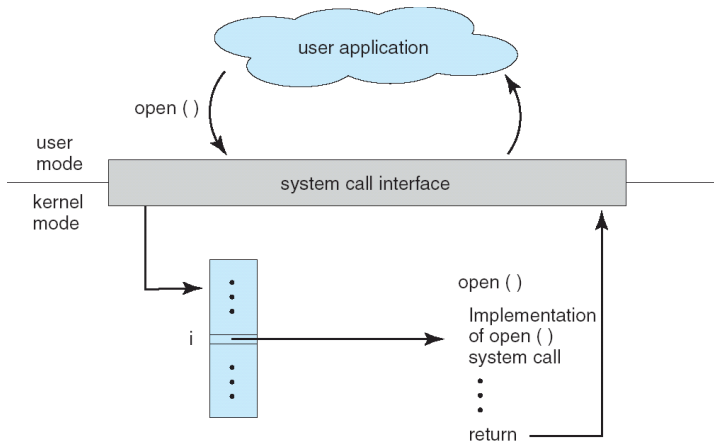 user application
open ( )
user
mode
system call interface
kernel
mode
open ( )
Implementation
i
of open ( )
system call
return